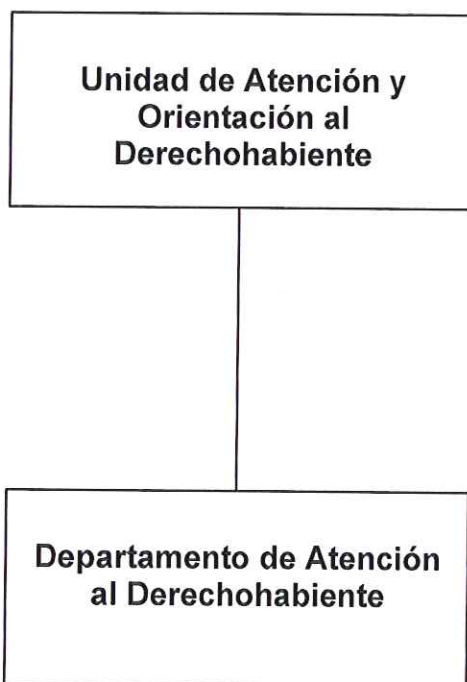 Unidad de Atención y
Orientación al
Derechohabiente
Departamento de Atención
al Derechohabiente